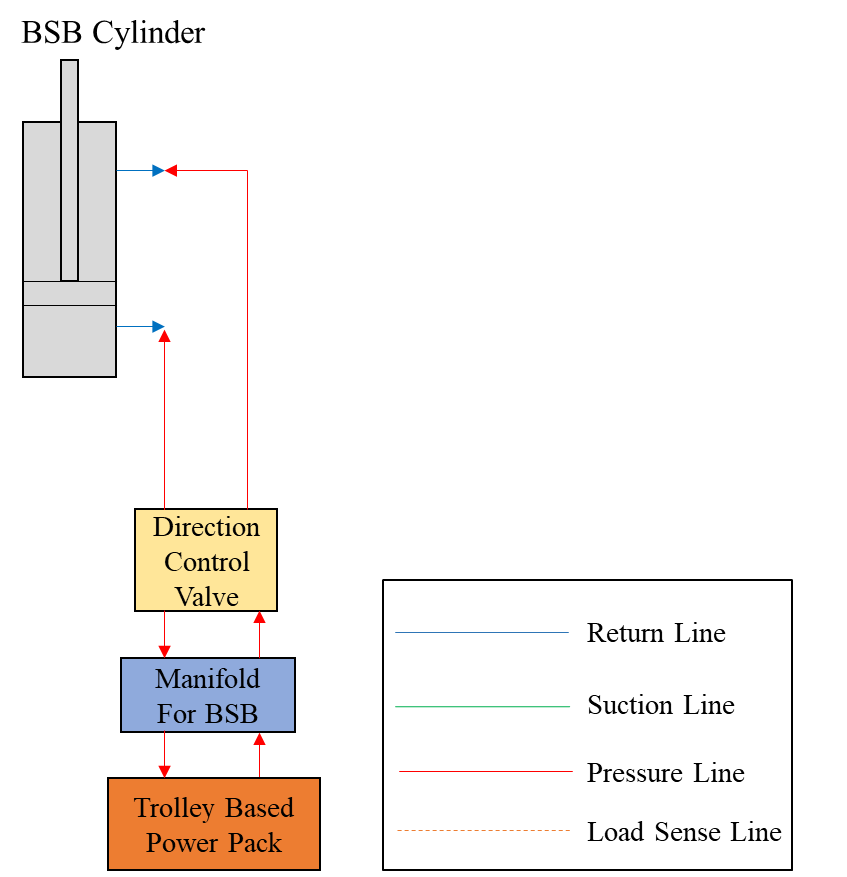 BSB Cylinder
Direction
Control
Valve
Manifold
For BSB
Trolley Based
Power Pack
Return Line
Suction Line
Pressure Line
Load Sense Line